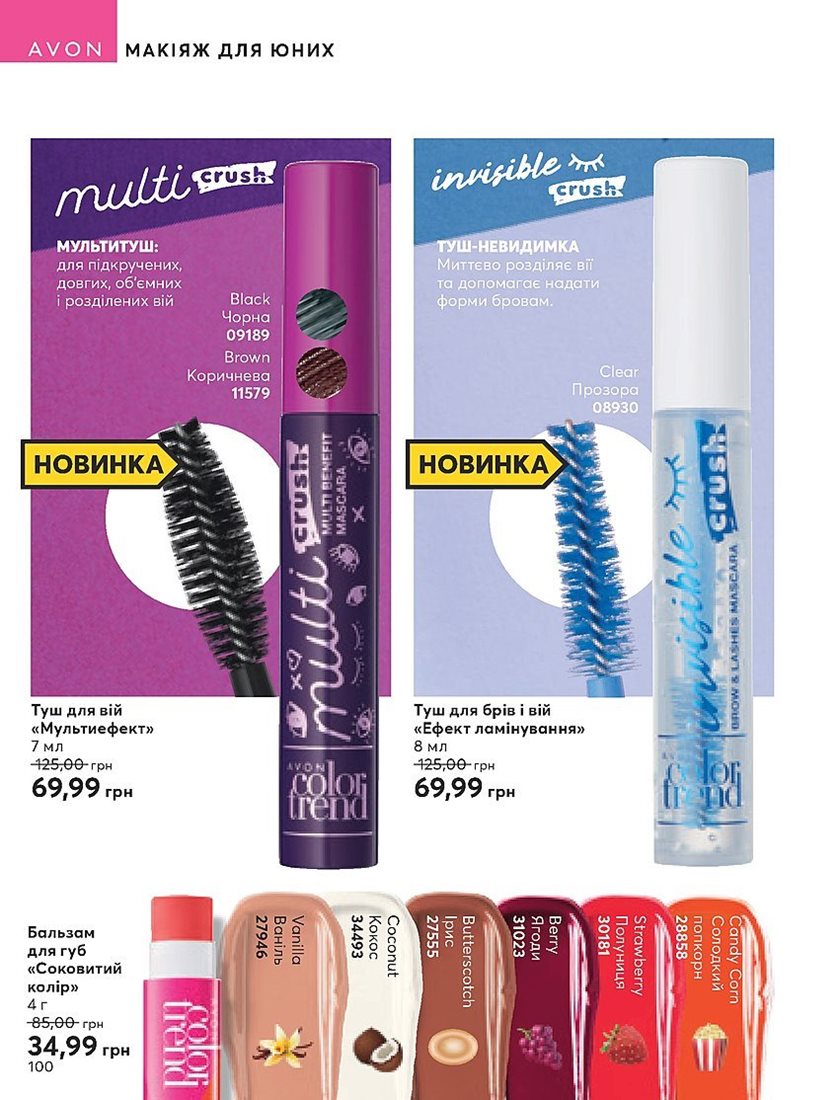 AVON МАКІЯЖ ДЛЯ ЮНИХ
multi crush
МУЛЬТИТУШ:
для підкручених,
довгих, об'ємних
і розділених вій
Black
Чорна
09189
Brown
Коричнева
11579
НОВИНКА
crush
MULTI BENEFIT
MASCARA
multi
AVON
color
trend
Туш для вій
«Мультиефект»
7 мл
125,00 грн
69,99 грн
invisible
crush
ТУШ-НЕВИДИМКА
Миттєво розділяє вії
та допомагає надати
форми бровам.
Clear
Прозора
08930
НОВИНКА
crush
invisible
BROW & LASHES MASCARA
AVON
color
trend
Туш для брів і вій
«Ефект ламінування»
8 мл
125,00 грн
69,99 грн
Бальзам
для губ
«Соковитий
колір»
4 г
85,00 грн
34,99 грн
100
AVON
color
trend
Vanilla
Ваніль
27946
Coconut
Кокос
34493
Butterscotch
Ірис
27555
Berry
Ягоди
31023
Strawberry
Полуниця
30181
Candy Corn
Солодкий
попкорн
28858